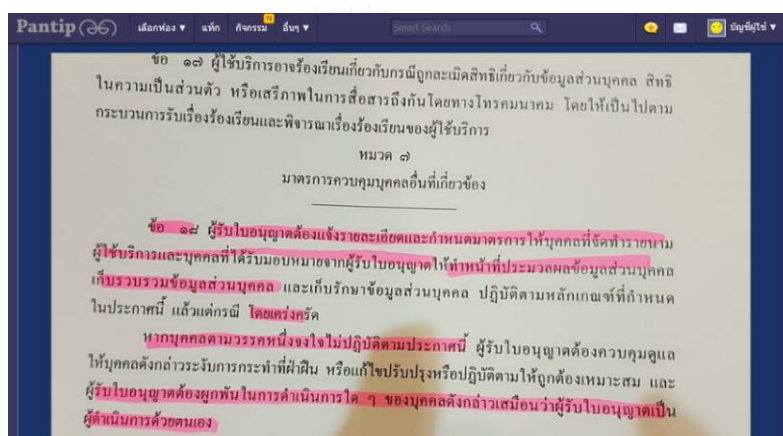 Pantip
เลือกห้อง ▼ แท็ก กิจกรรม N อื่นๆ ▼ Smart Search บัญชีผู้ใช้ ▼
ข้อ ๑๗ ผู้ใช้บริการอาจร้องเรียนเกี่ยวกับกรณีถูกละเมิดสิทธิเกี่ยวกับข้อมูลส่วนบุคคล สิทธิ
ในความเป็นส่วนตัว หรือเสรีภาพในการสื่อสารถึงกันโดยทางโทรคมนาคม โดยให้เป็นไปตาม
กระบวนการรับเรื่องร้องเรียนและพิจารณาเรื่องร้องเรียนของผู้ใช้บริการ
หมวด ๗
มาตรการควบคุมบุคคลอื่นที่เกี่ยวข้อง
ข้อ ๑๘ ผู้รับใบอนุญาตต้องแจ้งรายละเอียดและกำหนดมาตรการให้บุคคลที่จัดทำรายนาม
ผู้ใช้บริการและบุคคลที่ได้รับมอบหมายจากผู้รับใบอนุญาตให้ทำหน้าที่ประมวลผลข้อมูลส่วนบุคคล
เก็บรวบรวมข้อมูลส่วนบุคคล และเก็บรักษาข้อมูลส่วนบุคคล ปฏิบัติตามหลักเกณฑ์ที่กำหนด
ในประกาศนี้ แล้วแต่กรณี โดยเคร่งครัด
หากบุคคลตามวรรคหนึ่งจงใจไม่ปฏิบัติตามประกาศนี้ ผู้รับใบอนุญาตต้องควบคุมดูแล
ให้บุคคลดังกล่าวระงับการกระทำที่ฝ่าฝืน หรือแก้ไขปรับปรุงหรือปฏิบัติตามให้ถูกต้องเหมาะสม และ
ผู้รับใบอนุญาตต้องผูกพันในการดำเนินการใด ๆ ของบุคคลดังกล่าวเสมือนว่าผู้รับใบอนุญาตเป็น
ผู้ดำเนินการด้วยตนเอง